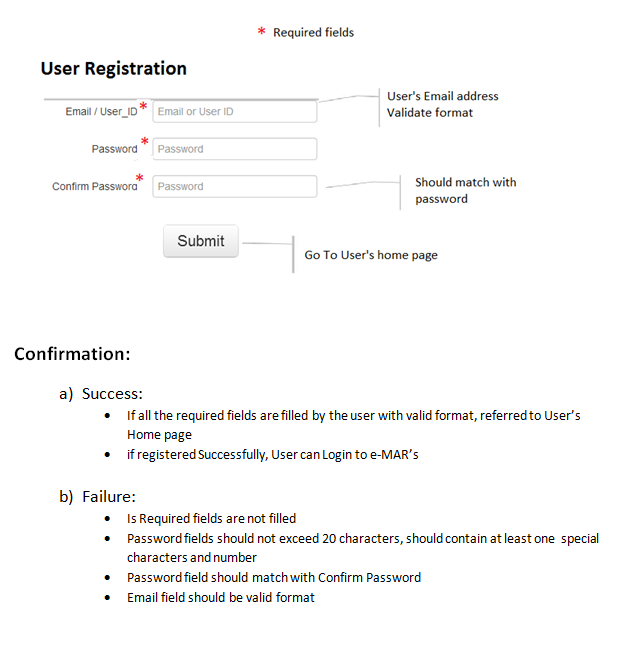 * Required fields
User Registration
Email / User_ID * Email or User ID
User's Email address
Validate format
Password * Password
Confirm Password * Password
Should match with
password
Submit
Go To User's home page
Confirmation:
a) Success:
• If all the required fields are filled by the user with valid format, referred to User's
Home page
• if registered Successfully, User can Login to e-MAR's
b) Failure:
• Is Required fields are not filled
• Password fields should not exceed 20 characters, should contain at least one special
characters and number
• Password field should match with Confirm Password
• Email field should be valid format